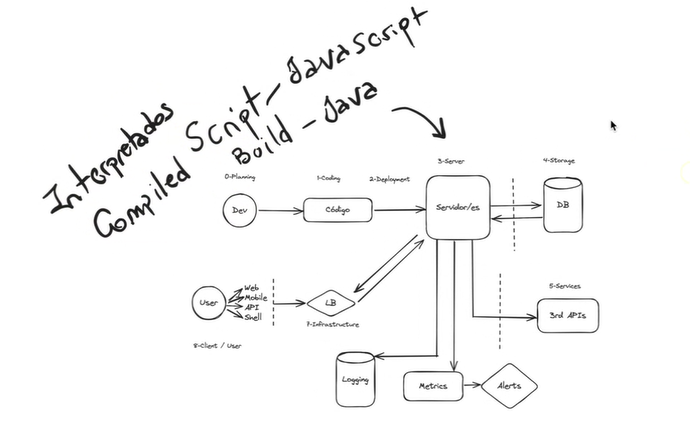 Interpretados Script - JavaScript
Compiled Build - Java
0-Planning
1-Coding
2-Deployment
3-Server
4-Storage
Dev
Código
Servidor/es
DB
User
Web
Mobile
API
Shell
LB
7-Infrastructure
5-Services
3rd APIs
8-Client / User
Logging
Metrics
Alerts